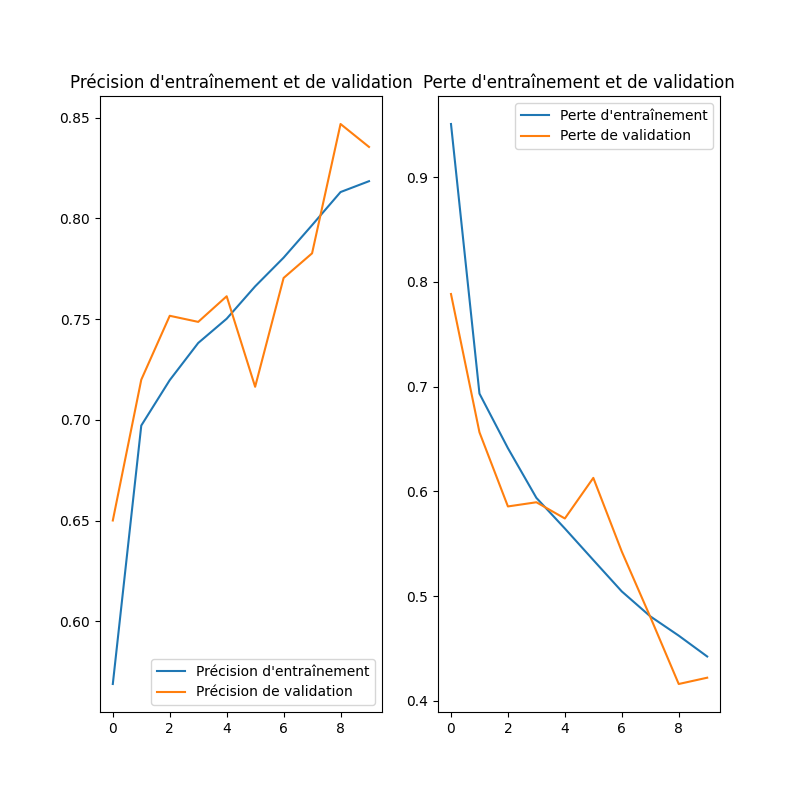 Précision d'entraînement et de validation
0.85
0.80
0.75
0.70
0.65
0.60
Précision d'entraînement
Précision de validation
0 2 4 6 8
Perte d'entraînement et de validation
Perte d'entraînement
Perte de validation
0.9
0.8
0.7
0.6
0.5
0.4
0 2 4 6 8